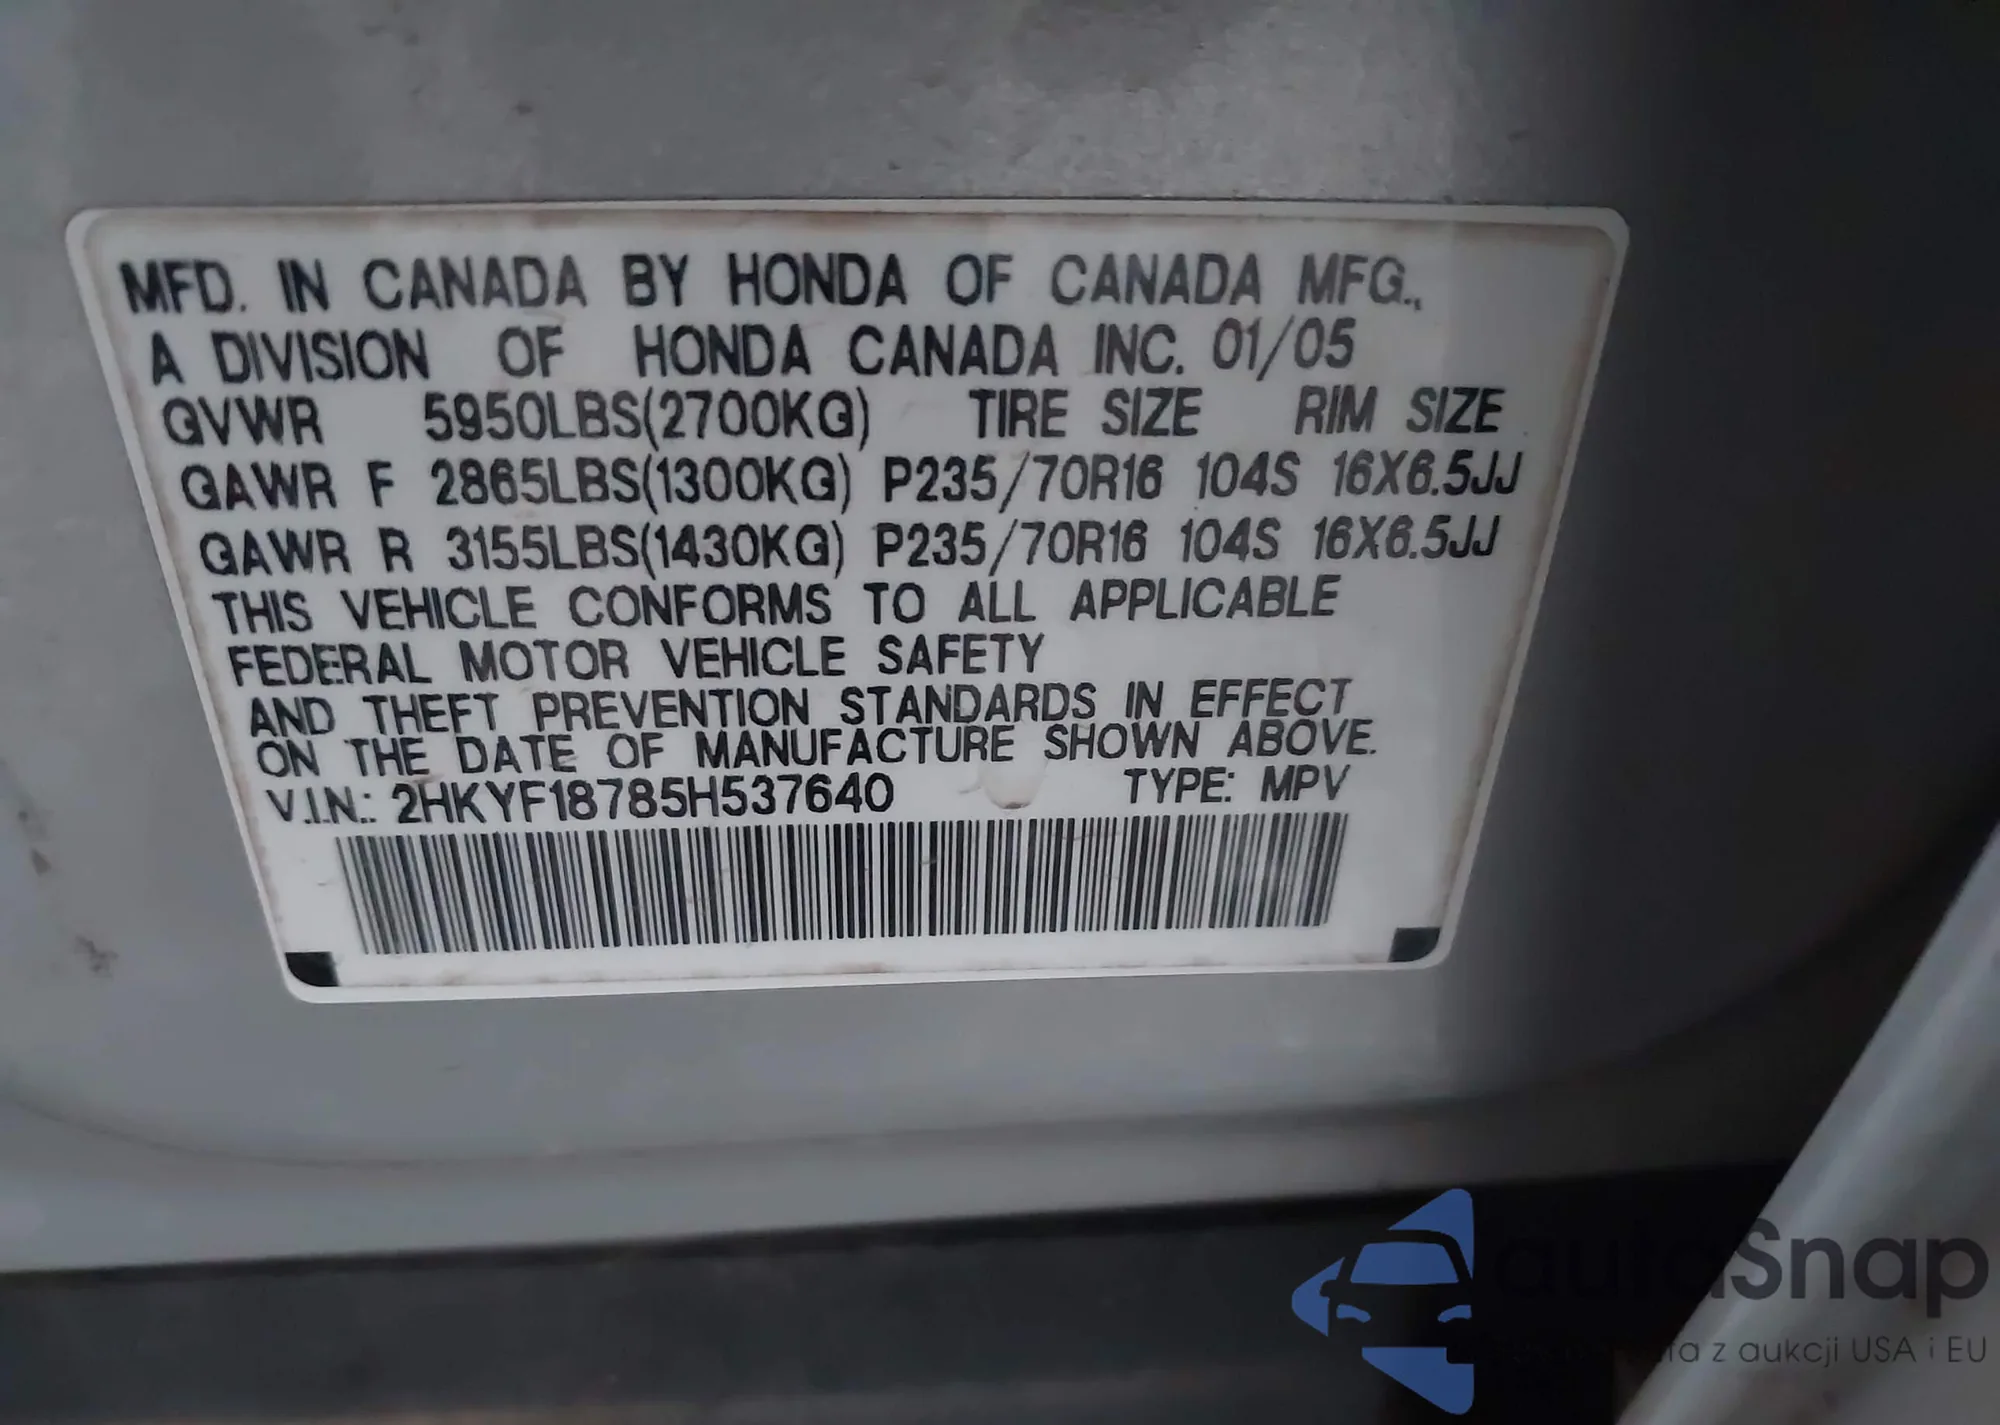 MFD. IN CANADA BY HONDA OF CANADA MFG.,
A DIVISION OF HONDA CANADA INC. 01/05
GVWR 5950LBS(2700KG) TIRE SIZE RIM SIZE
GAWR F 2865LBS(1300KG) P235/70R16 104S 16X6.5JJ
GAWR R 3155LBS(1430KG) P235/70R16 104S 16X6.5JJ
THIS VEHICLE CONFORMS TO ALL APPLICABLE
FEDERAL MOTOR VEHICLE SAFETY
AND THEFT PREVENTION STANDARDS IN EFFECT
ON THE DATE OF MANUFACTURE SHOWN ABOVE.
V.I.N.: 2HKYF18785H537640 TYPE: MPV
autaSnap
z aukcji USA i EU